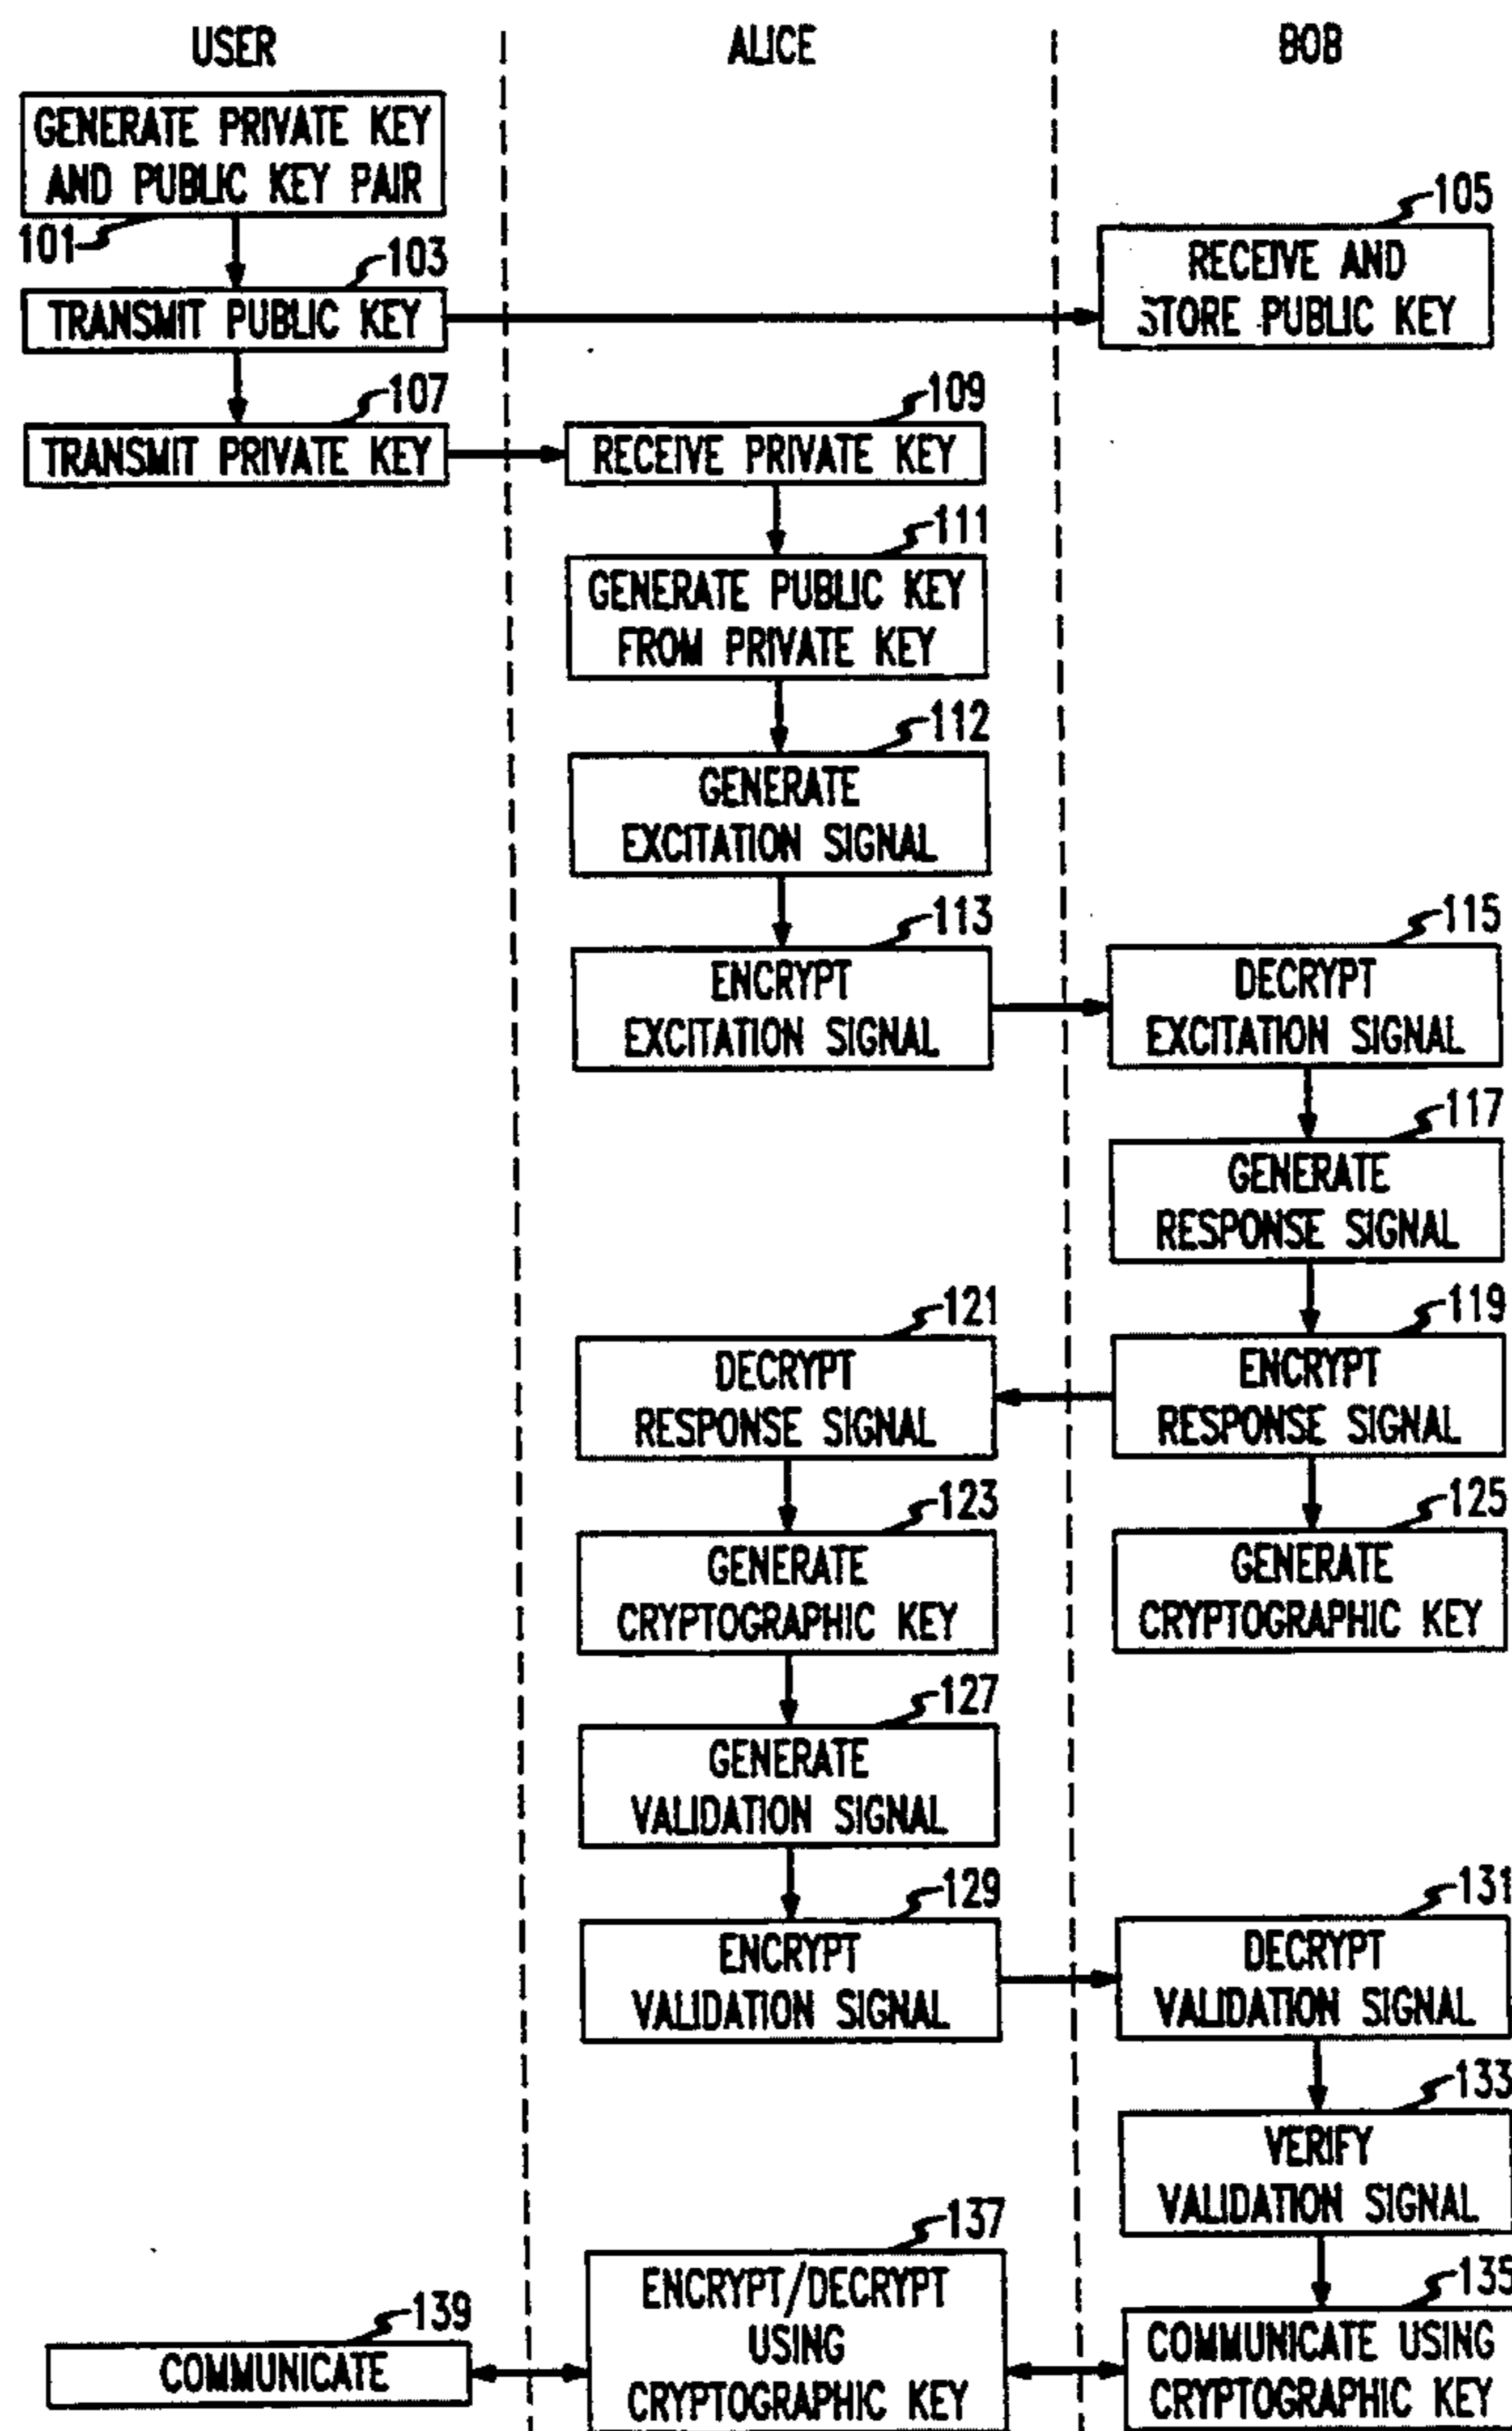 USER
ALICE
BOB
GENERATE PRIVATE KEY
AND PUBLIC KEY PAIR
101
105
RECEIVE AND
STORE PUBLIC KEY
103
TRANSMIT PUBLIC KEY
107
TRANSMIT PRIVATE KEY
109
RECEIVE PRIVATE KEY
111
GENERATE PUBLIC KEY
FROM PRIVATE KEY
112
GENERATE
EXCITATION SIGNAL
113
ENCRYPT
EXCITATION SIGNAL
115
DECRYPT
EXCITATION SIGNAL
117
GENERATE
RESPONSE SIGNAL
119
ENCRYPT
RESPONSE SIGNAL
121
DECRYPT
RESPONSE SIGNAL
123
GENERATE
CRYPTOGRAPHIC KEY
125
GENERATE
CRYPTOGRAPHIC KEY
127
GENERATE
VALIDATION SIGNAL
129
ENCRYPT
VALIDATION SIGNAL
131
DECRYPT
VALIDATION SIGNAL
133
VERIFY
VALIDATION SIGNAL
135
COMMUNICATE USING
CRYPTOGRAPHIC KEY
137
ENCRYPT/DECRYPT
USING
CRYPTOGRAPHIC KEY
139
COMMUNICATE